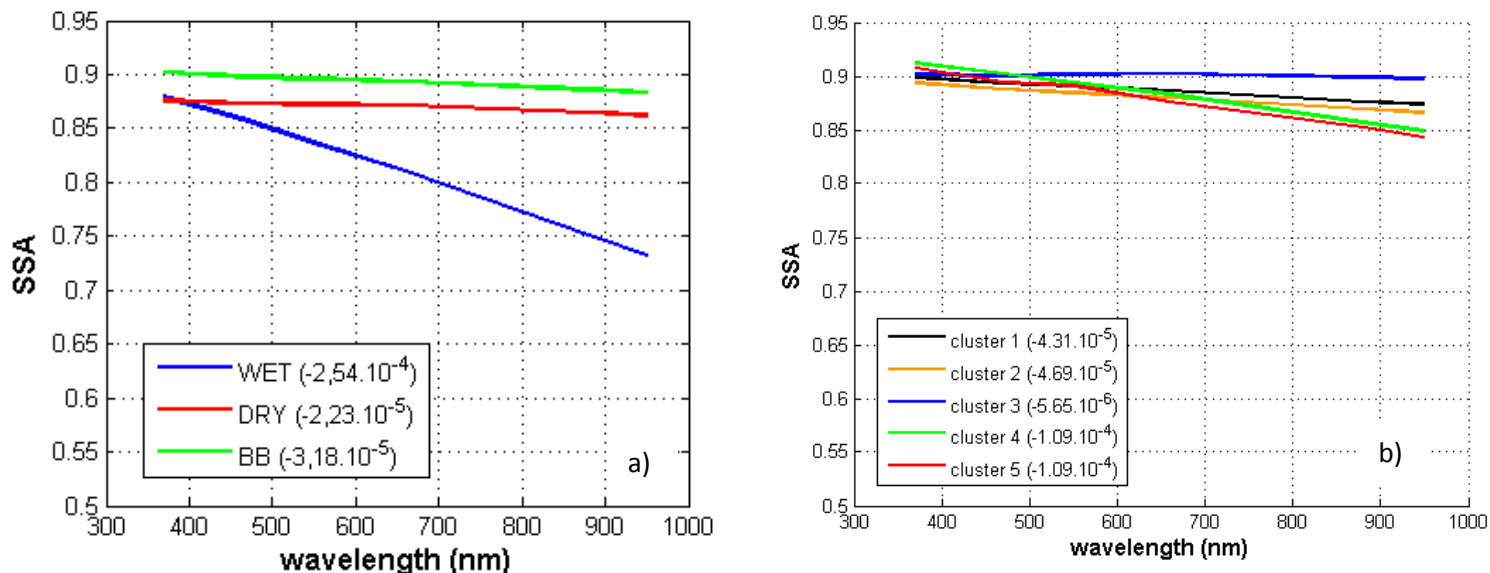 0.95
0.9
0.85
0.8
0.75
0.7
0.65
0.6
0.55
0.5
SSA
300 400 500 600 700 800 900 1000
wavelength (nm)
WET (-2,54.10⁻⁴)
DRY (-2,23.10⁻⁵)
BB (-3,18.10⁻⁵)
a)
0.95
0.9
0.85
0.8
0.75
0.7
0.65
0.6
0.55
0.5
SSA
300 400 500 600 700 800 900 1000
wavelength (nm)
cluster 1 (-4.31.10⁻⁵)
cluster 2 (-4.69.10⁻⁵)
cluster 3 (-5.65.10⁻⁶)
cluster 4 (-1.09.10⁻⁴)
cluster 5 (-1.09.10⁻⁴)
b)